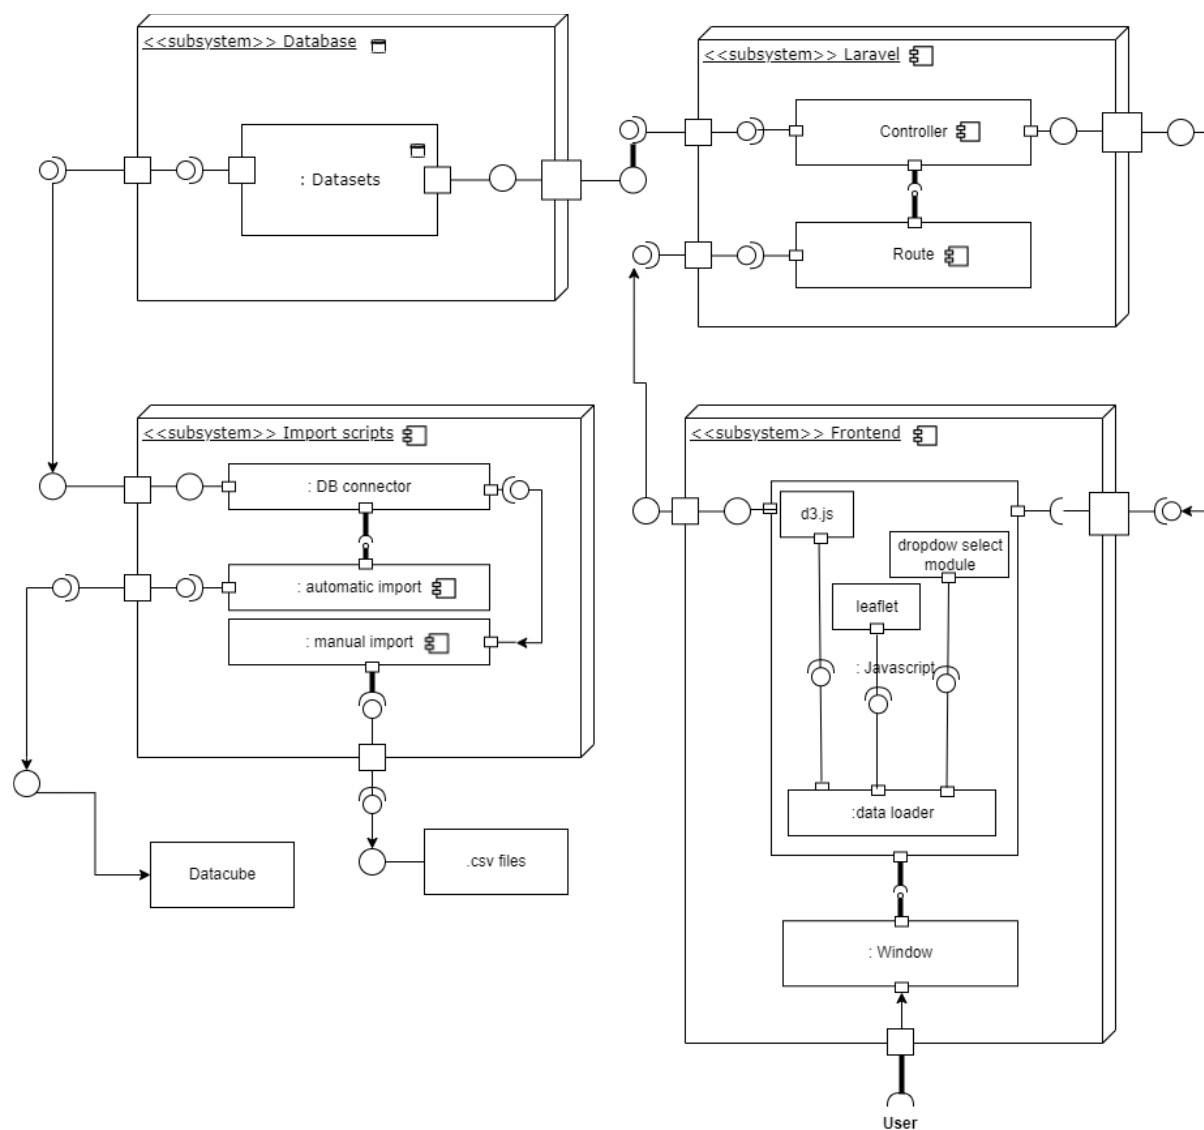 <<subsystem>> Database
: Datasets
<<subsystem>> Laravel
Controller
Route
<<subsystem>> Import scripts
: DB connector
: automatic import
: manual import
Datacube
.csv files
<<subsystem>> Frontend
d3.js
dropdow select
module
leaflet
: Javascript
:data loader
: Window
User